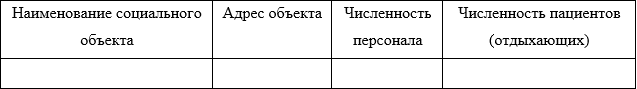 Наименование социального
объекта
Адрес объекта
Численность
персонала
Численность пациентов
(отдыхающих)